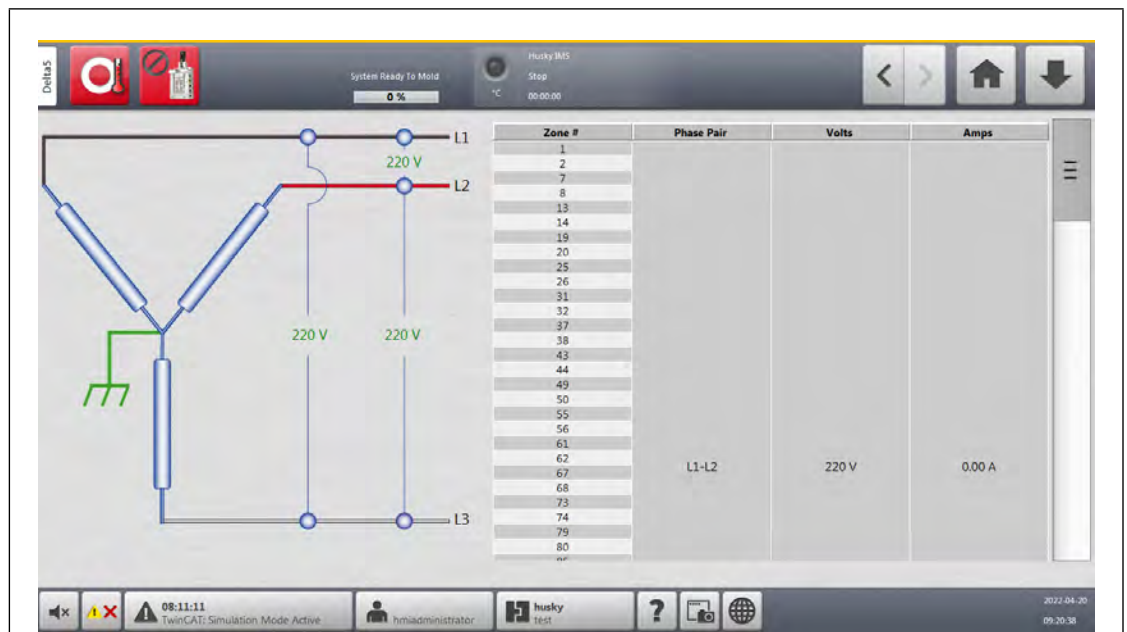 Delta5
System Ready To Mold
0 %
°C
Husky IMS
Stop
00:00:00
L1
220 V
L2
220 V
220 V
L3
Zone # Phase Pair Volts Amps
1
2
7
8
13
14
19
20
25
26
31
32
37
38
43
44
49
50
55
56
61
62
67
68
73
74
79
80
L1-L2 220 V 0.00 A
08:11:11
TwinCAT: Simulation Mode Active
hmiadministrator
husky
test
?
2022-04-20
09:20:38